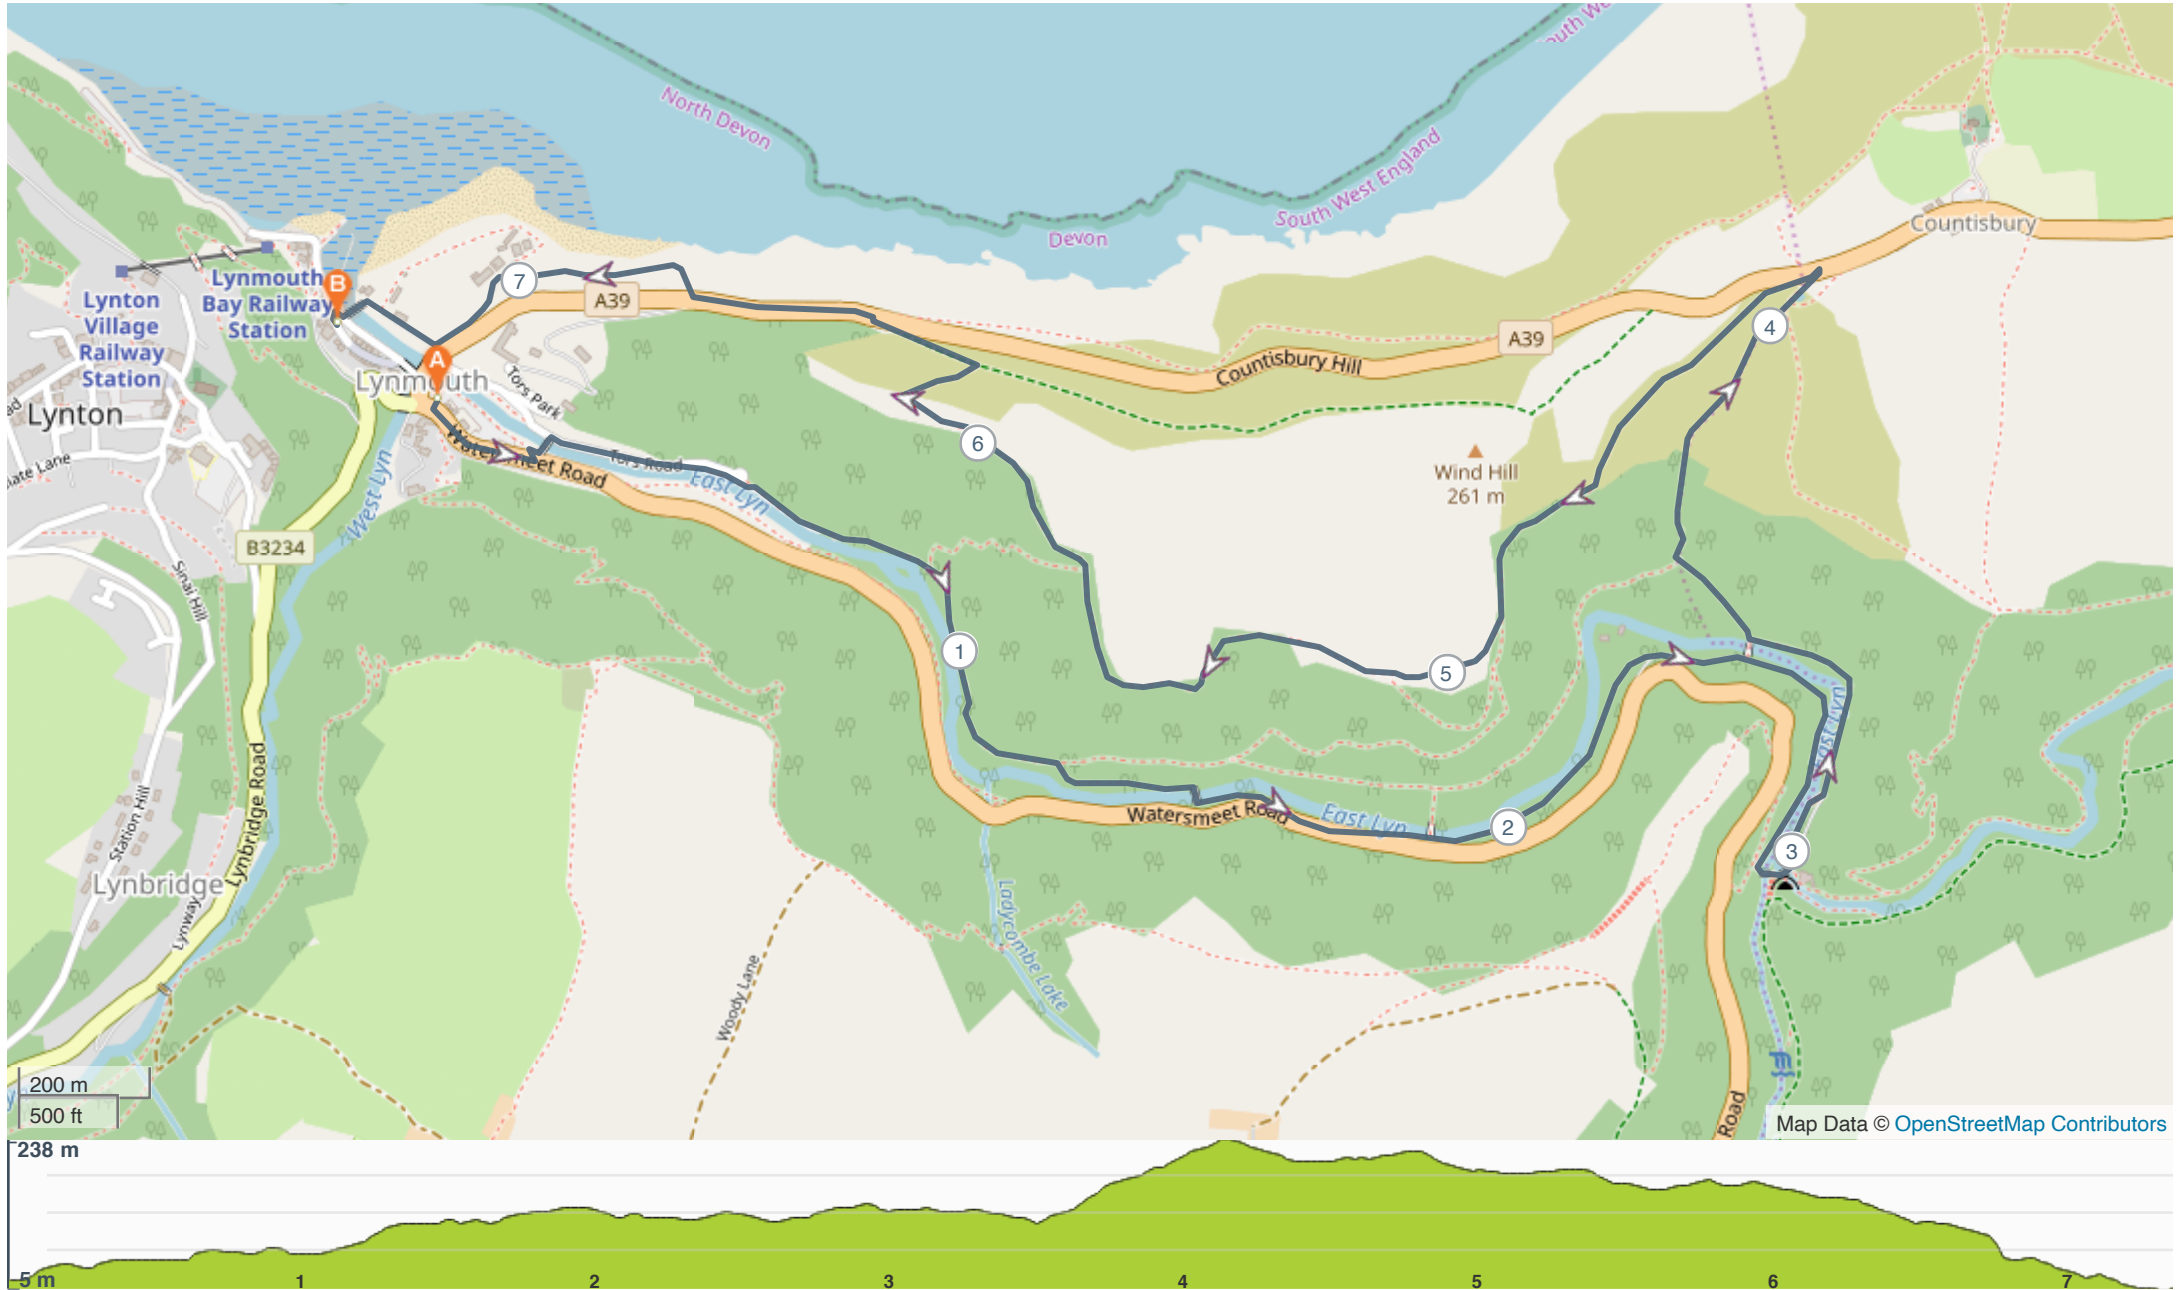 North Devon
South West England
Devon
Countisbury
Lynmouth
Bay Railway
Station
B
7
A39
A39
4
Lynton
Village
Railway
Station
A
Lynmouth
Tors Park
Countisbury Hill
Lynton
6
Wind Hill
261 m
Watersmeet Road
Tors Road
East Lyn
West Lyn
B3234
Sinai Hill
1
5
East Lyn
Watersmeet Road
East Lyn
2
3
Station Hill
Lynbridge Road
Lynbridge
Lynway
Ladycombe Lake
Woody Lane
Road
200 m
500 ft
Map Data © OpenStreetMap Contributors
238 m
5 m
1 2 3 4 5 6 7